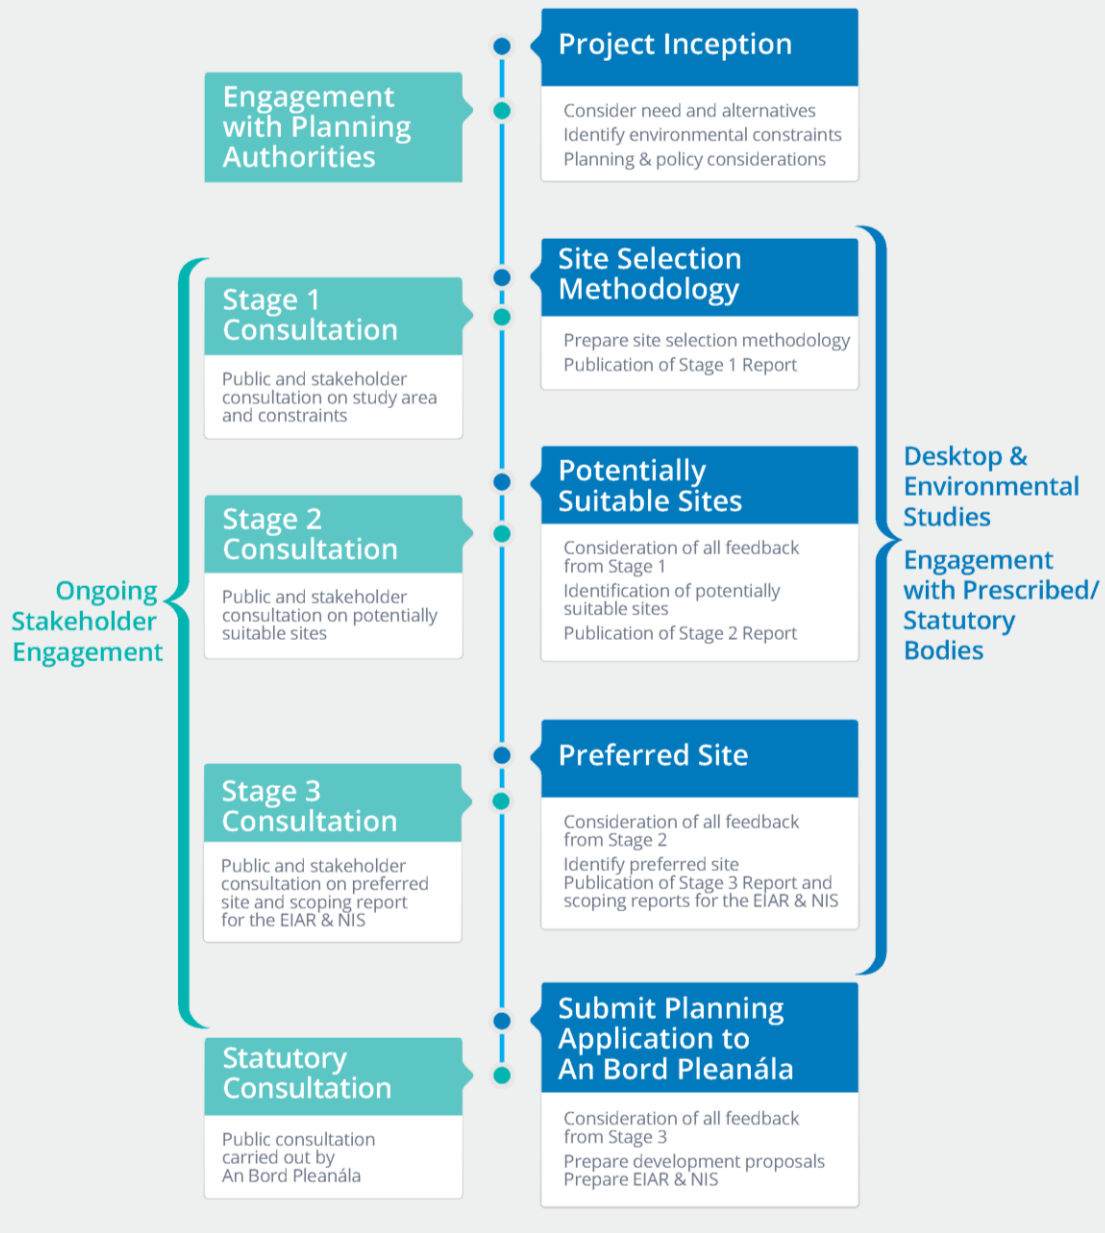 Project Inception
Consider need and alternatives
Identify environmental constraints
Planning & policy considerations
Engagement
with Planning
Authorities
Site Selection
Methodology
Prepare site selection methodology
Publication of Stage 1 Report
Stage 1
Consultation
Public and stakeholder
consultation on study area
and constraints
Potentially
Suitable Sites
Consideration of all feedback
from Stage 1
Identification of potentially
suitable sites
Publication of Stage 2 Report
Stage 2
Consultation
Public and stakeholder
consultation on potentially
suitable sites
Ongoing
Stakeholder
Engagement
Desktop &
Environmental
Studies
Engagement
with Prescribed/
Statutory
Bodies
Preferred Site
Consideration of all feedback
from Stage 2
Identify preferred site
Publication of Stage 3 Report and
scoping reports for the EIAR & NIS
Stage 3
Consultation
Public and stakeholder
consultation on preferred
site and scoping report
for the EIAR & NIS
Submit Planning
Application to
An Bord Pleanála
Consideration of all feedback
from Stage 3
Prepare development proposals
Prepare EIAR & NIS
Statutory
Consultation
Public consultation
carried out by
An Bord Pleanála